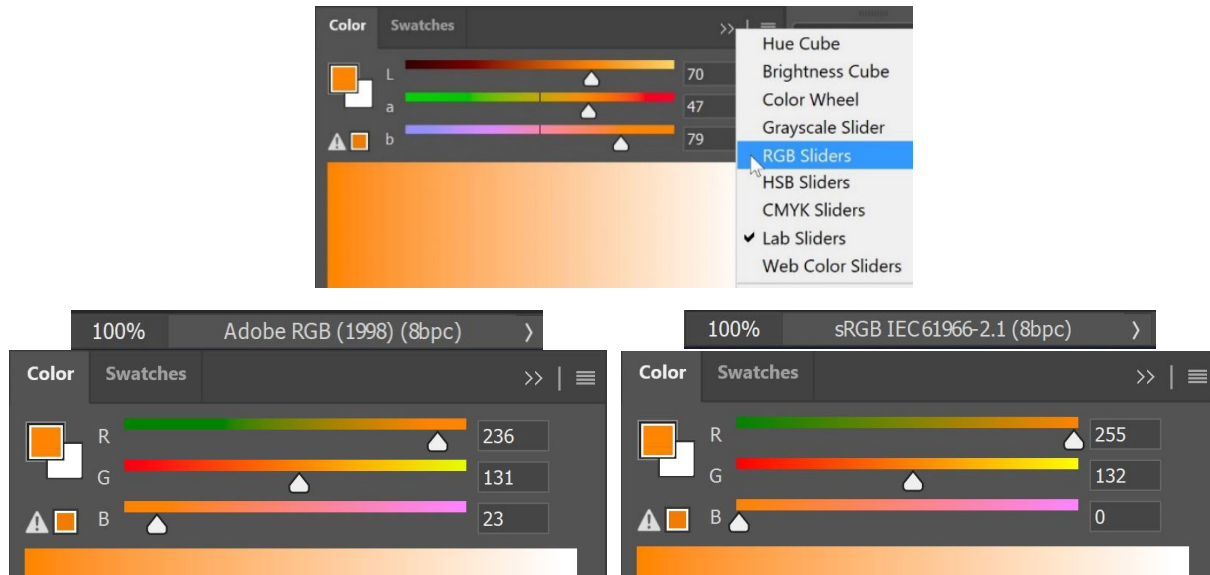 Color Swatches
L 70
a 47
b 79
Hue Cube
Brightness Cube
Color Wheel
Grayscale Slider
RGB Sliders
HSB Sliders
CMYK Sliders
Lab Sliders
Web Color Sliders
100% Adobe RGB (1998) (8bpc)
Color Swatches
R 236
G 131
B 23
100% sRGB IEC61966-2.1 (8bpc)
Color Swatches
R 255
G 132
B 0